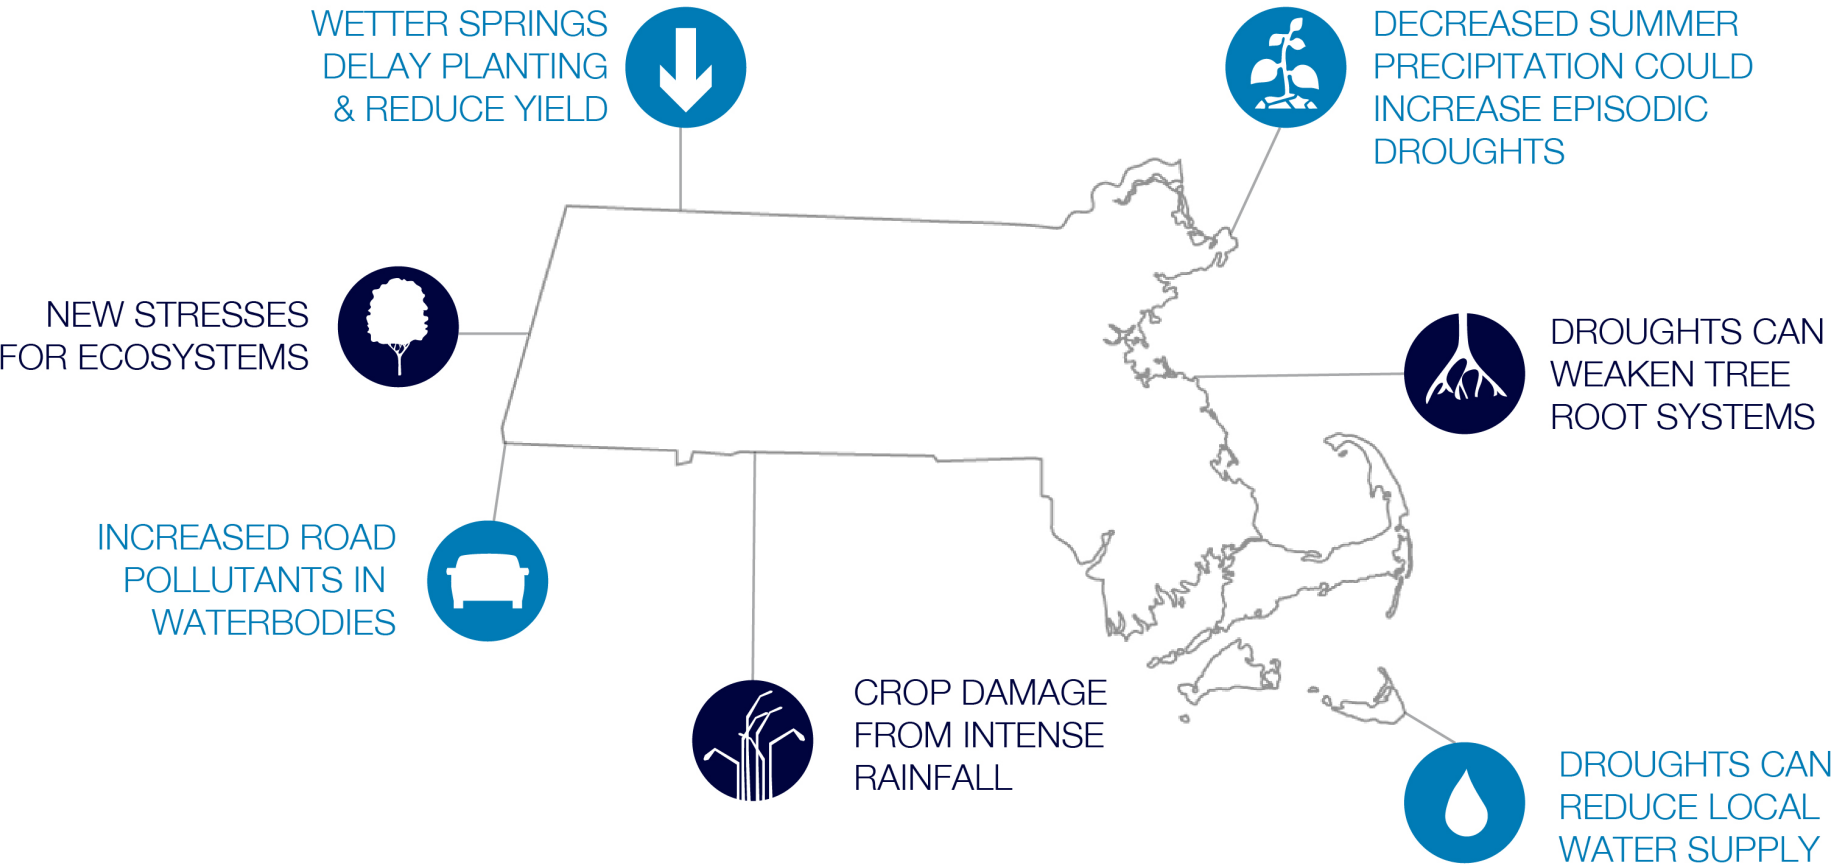 WETTER SPRINGS
DELAY PLANTING
& REDUCE YIELD
DECREASED SUMMER
PRECIPITATION COULD
INCREASE EPISODIC
DROUGHTS
NEW STRESSES
FOR ECOSYSTEMS
DROUGHTS CAN
WEAKEN TREE
ROOT SYSTEMS
INCREASED ROAD
POLLUTANTS IN
WATERBODIES
CROP DAMAGE
FROM INTENSE
RAINFALL
DROUGHTS CAN
REDUCE LOCAL
WATER SUPPLY